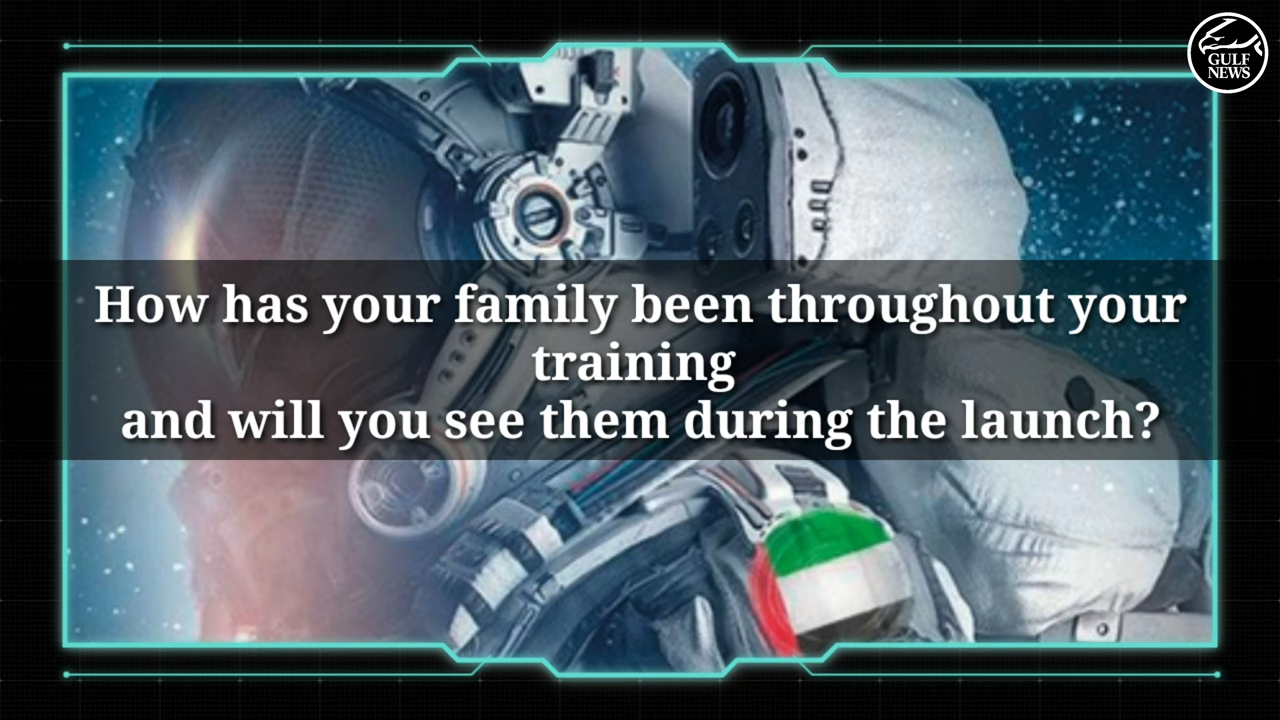 GULF
NEWS
How has your family been throughout your
training
and will you see them during the launch?